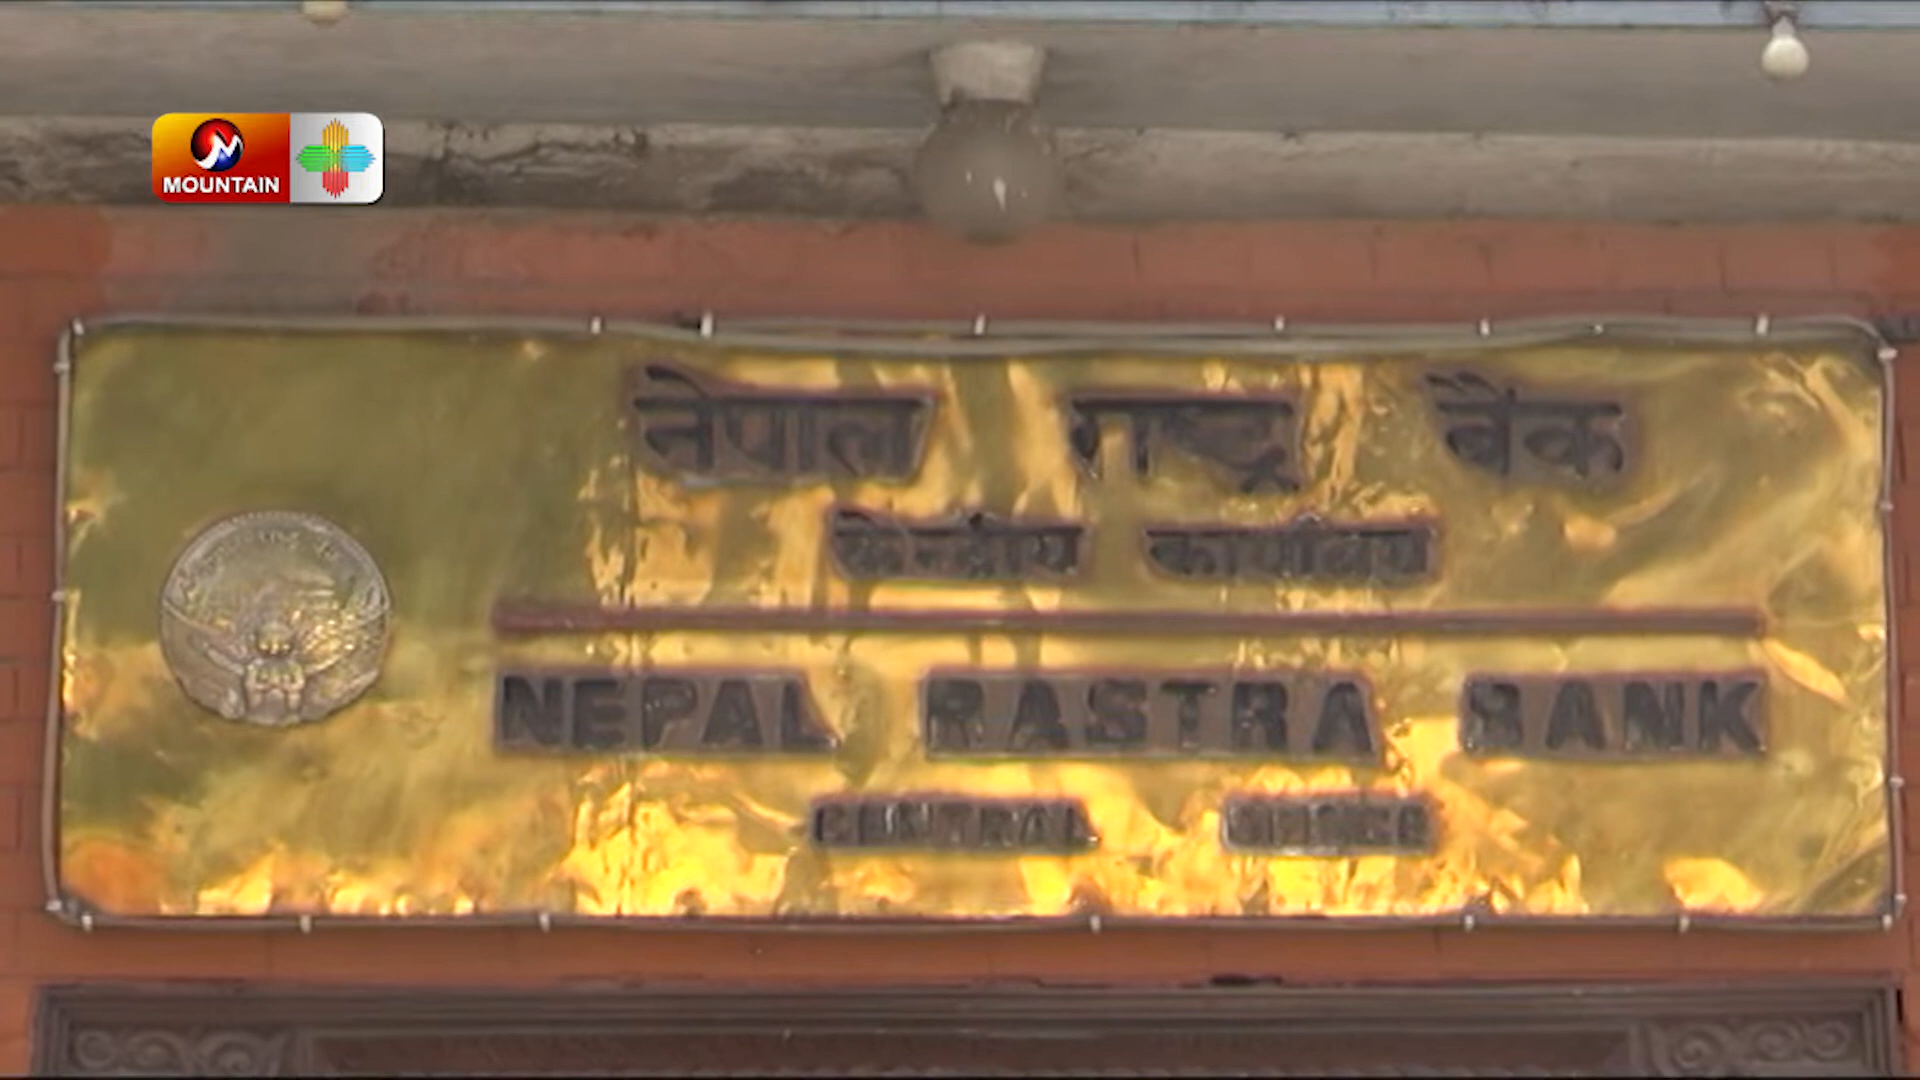 MOUNTAIN
नेपाल राष्ट्र बैंक
केन्द्रीय कार्यालय
NEPAL RASTRA BANK
CENTRAL OFFICE